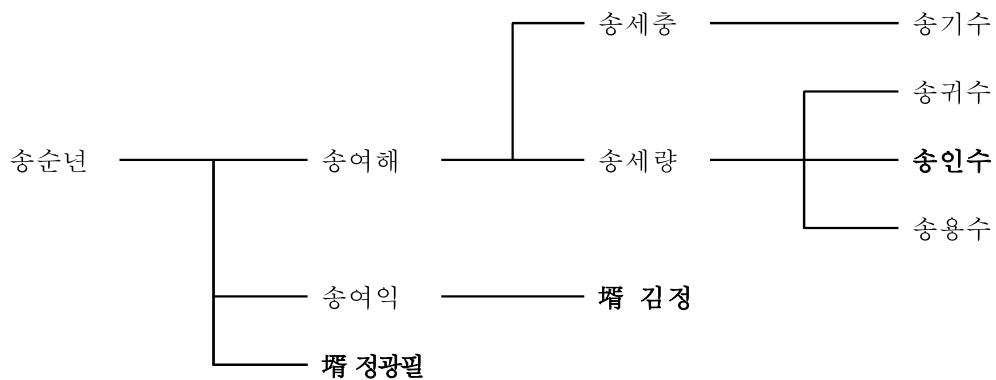 송세충 송기수
송귀수
송순년 송여해 송세량 송인수
송용수
송여익 壻 김정
壻 정광필